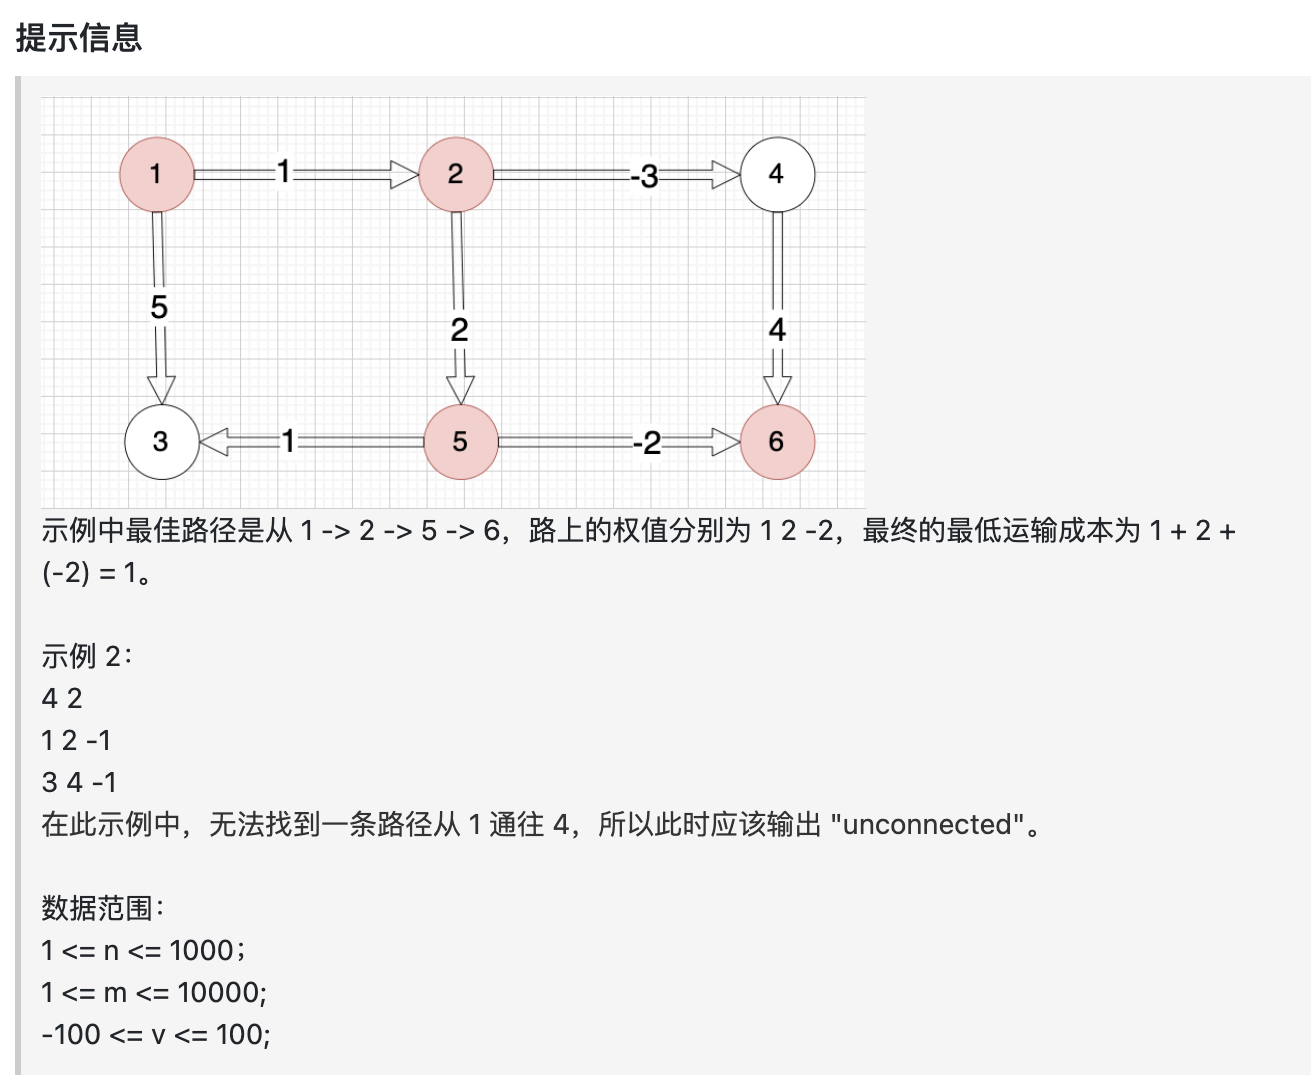 提示信息
1 1 2 -3 4
5 2 4
3 1 5 -2 6
示例中最佳路径是从 1 -> 2 -> 5 -> 6，路上的权值分别为 1 2 -2，最终的最低运输成本为 1 + 2 +
(-2) = 1。
示例 2：
4 2
1 2 -1
3 4 -1
在此示例中，无法找到一条路径从 1 通往 4，所以此时应该输出 "unconnected"。
数据范围：
1 <= n <= 1000；
1 <= m <= 10000;
-100 <= v <= 100;